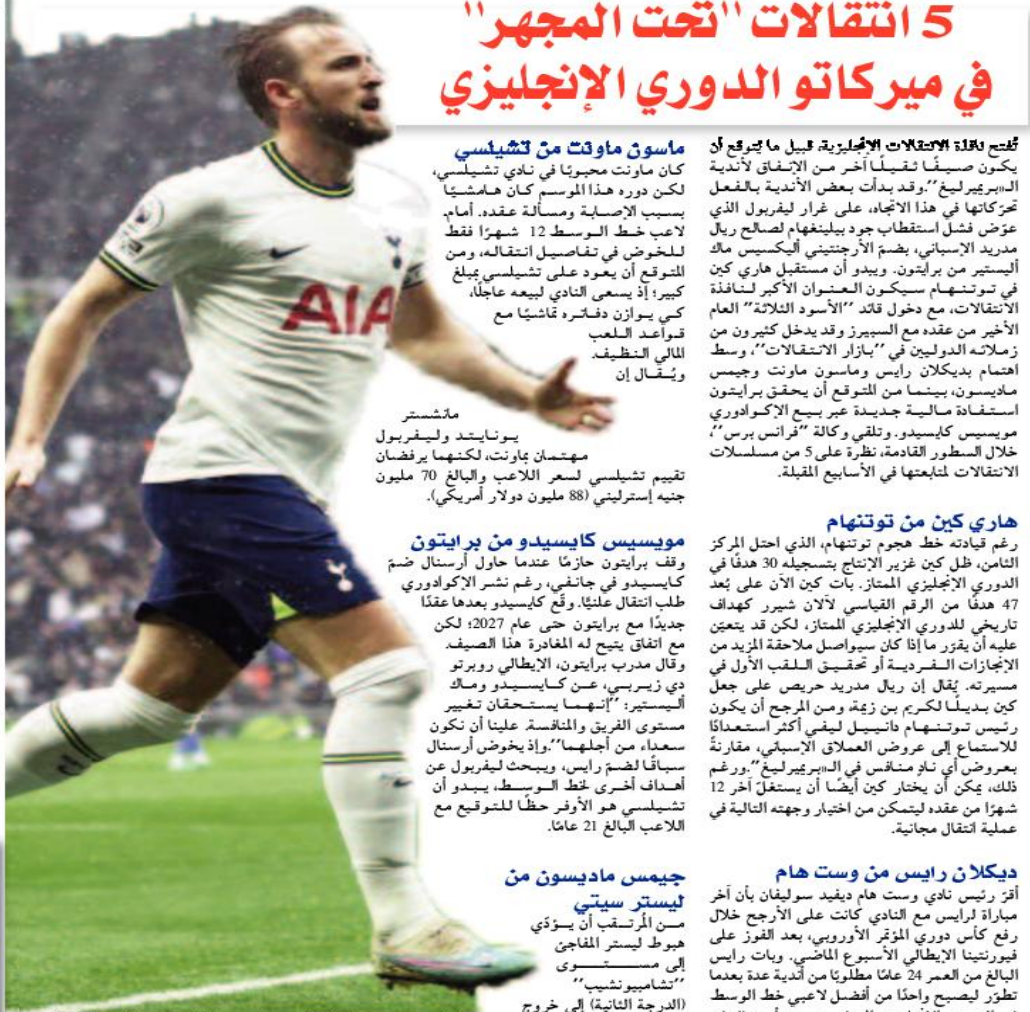 5 انتقالات "تحت المجهر"
في ميركاتو الدوري الإنجليزي
تُفتح نافذة الانتقالات الإنجليزية، قبيل ما يُتوقع أن
يكون صيفًا ثقيلًا آخر من الإنفاق لأندية
الـ«بريميرليغ". وقد بدأت بعض الأندية بالفعل
تحرّكاتها في هذا الاتجاه، على غرار ليفربول الذي
عوّض فشل استقطاب جود بيلينغهام لصالح ريال
مدريد الإسباني، بضمّ الأرجنتيني أليكسيس ماك
أليستير من برايتون. ويبدو أن مستقبل هاري كين
في توتنهام سيكون العنوان الأكبر لنافذة
الانتقالات، مع دخول قائد "الأسود الثلاثة" العام
الأخير من عقده مع السبيرز وقد يدخل كثيرون من
زملائه الدوليين في "بازار الانتقالات"، وسط
اهتمام بديكلان رايس وماسون ماونت وجيمس
ماديسون، بينما من المتوقع أن يحقق برايتون
استفادة مالية جديدة عبر بيع الإكوادوري
مويسيس كايسيدو. وتلقي وكالة "فرانس برس"،
خلال السطور القادمة، نظرة على 5 من مسلسلات
الانتقالات لمتابعتها في الأسابيع المقبلة.
هاري كين من توتنهام
رغم قيادته خط هجوم توتنهام، الذي احتل المركز
الثامن، ظل كين غزير الإنتاج بتسجيله 30 هدفًا في
الدوري الإنجليزي الممتاز. بات كين الآن على بُعد
47 هدفًا من الرقم القياسي لآلان شيرر كهداف
تاريخي للدوري الإنجليزي الممتاز، لكن قد يتعيّن
عليه أن يقرّر ما إذا كان سيواصل ملاحقة المزيد من
الإنجازات الفردية أو تحقيق اللقب الأول في
مسيرته. يُقال إن ريال مدريد حريص على جعل
كين بديلًا لكريم بن زيمة، ومن المرجح أن يكون
رئيس توتنهام دانييل ليفي أكثر استعدادًا
للاستماع إلى عروض العملاق الإسباني، مقارنةً
بعروض أي نادٍ منافس في الـ«بريميرليغ". ورغم
ذلك، يمكن أن يختار كين أيضًا أن يستغلّ آخر 12
شهرًا من عقده ليتمكن من اختيار وجهته التالية في
عملية انتقال مجانية.
ديكلان رايس من وست هام
أقرّ رئيس نادي وست هام ديفيد سوليفان بأن آخر
مباراة لرايس مع النادي كانت على الأرجح خلال
رفع كأس دوري المؤتمر الأوروبي، بعد الفوز على
فيورنتينا الإيطالي الأسبوع الماضي. وبات رايس
البالغ من العمر 24 عامًا مطلوبًا من أندية عدة بعدما
تطوّر ليصبح واحدًا من أفضل لاعبي خط الوسط
ماسون ماونت من تشيلسي
كان ماونت محبوبًا في نادي تشيلسي،
لكن دوره هذا الموسم كان هامشيًا
بسبب الإصابة ومسألة عقده. أمام
لاعب خط الوسط 12 شهرًا فقط
للخوض في تفاصيل انتقاله، ومن
المتوقع أن يعود على تشيلسي بمبلغ
كبير؛ إذ يسعى النادي لبيعه عاجلًا،
كي يوازن دفاتره تماشيًا مع
قواعد اللعب
المالي النظيف.
ويُقال إن
مانشستر
يونايتد وليفربول
مهتمان بماونت، لكنهما يرفضان
تقييم تشيلسي لسعر اللاعب والبالغ 70 مليون
جنيه إسترليني (88 مليون دولار أمريكي).
مويسيس كايسيدو من برايتون
وقف برايتون حازمًا عندما حاول أرسنال ضمّ
كايسيدو في جانفي، رغم نشر الإكوادوري
طلب انتقال علنيًا. وقّع كايسيدو بعدها عقدًا
جديدًا مع برايتون حتى عام 2027؛ لكن
مع اتفاق يتيح له المغادرة هذا الصيف.
وقال مدرب برايتون، الإيطالي روبرتو
دي زيربي، عن كايسيدو وماك
أليستير: "إنهما يستحقان تغيير
مستوى الفريق والمنافسة. علينا أن نكون
سعداء من أجلهما". وإذ يخوض أرسنال
سباقًا لضمّ رايس، ويبحث ليفربول عن
أهداف أخرى لخط الوسط، يبدو أن
تشيلسي هو الأوفر حظًا للتوقيع مع
اللاعب البالغ 21 عامًا.
جيمس ماديسون من
ليستر سيتي
من المُرتقب أن يؤدّي
هبوط ليستر المفاجئ
إلى مستوى
"تشامبيونشيب"
(الدرجة الثانية) إلى خروج
AIA